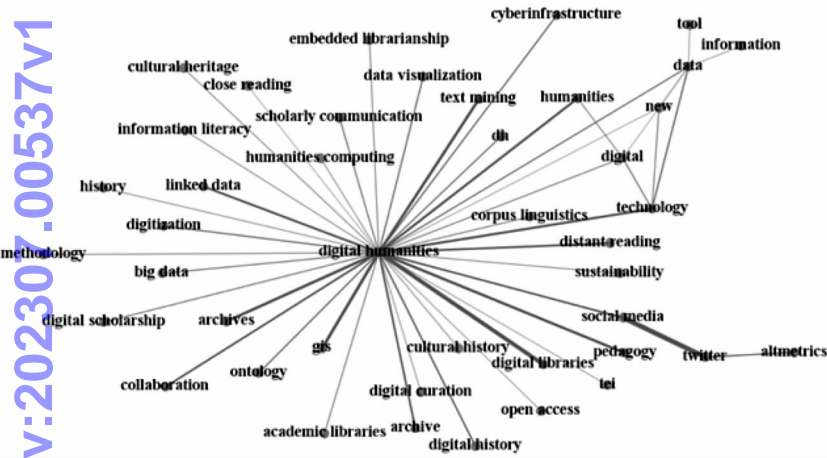 cyberinfrastructure
tool
embedded librarianship
information
cultural heritage
data
close reading
data visualization
text mining
humanities
new
scholarly communication
information literacy
dh
humanities computing
digital
history
linked data
technology
corpus linguistics
digitization
distant reading
methodology
digital humanities
big data
sustainability
digital scholarship
archives
social media
gis
cultural history
pedagogy
twitter
altmetrics
digital libraries
ontology
collaboration
tei
digital curation
open access
academic libraries
archive
digital history
v:202307.00537v1